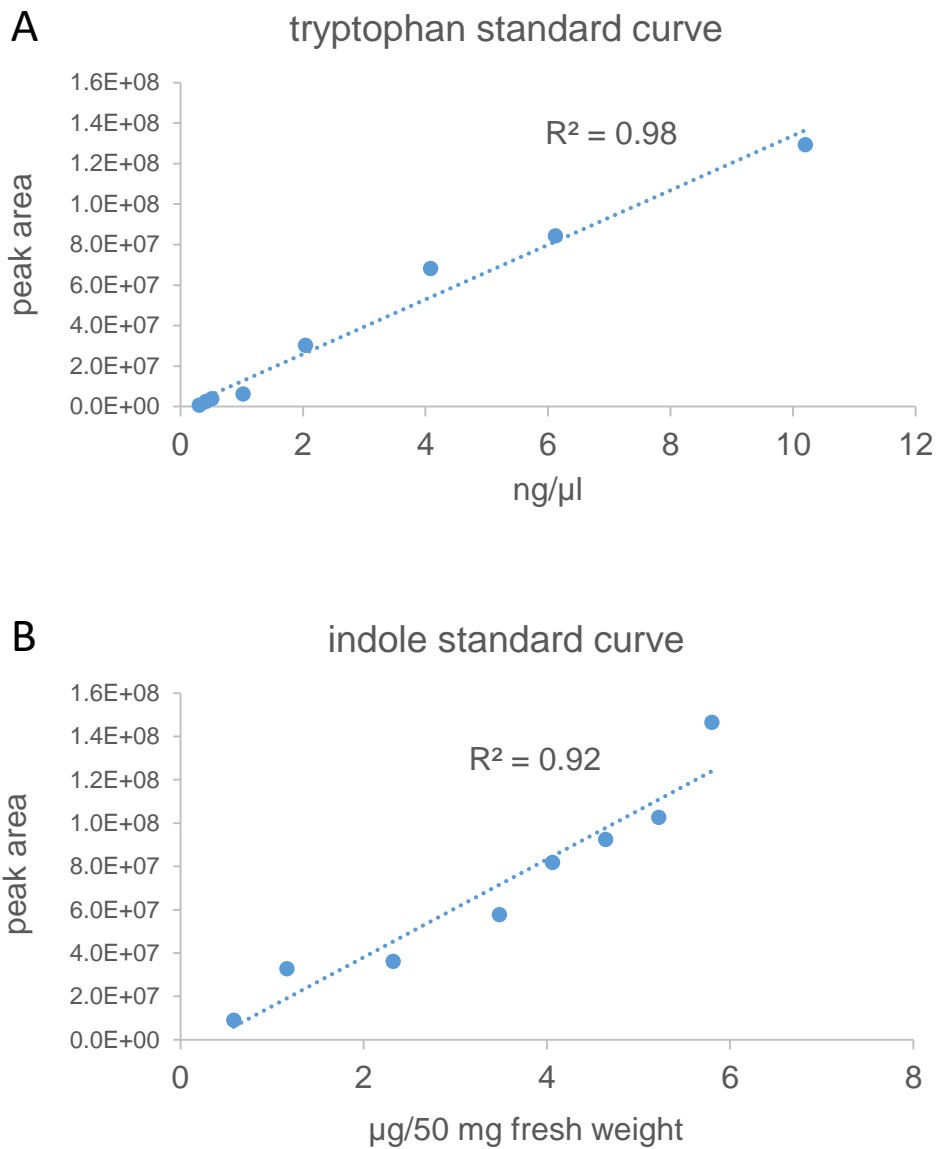 A
tryptophan standard curve
1.6E+08
1.4E+08
1.2E+08
1.0E+08
8.0E+07
6.0E+07
4.0E+07
2.0E+07
0.0E+00
peak area
R² = 0.98
0 2 4 6 8 10 12
ng/µl
B
indole standard curve
1.6E+08
1.4E+08
1.2E+08
1.0E+08
8.0E+07
6.0E+07
4.0E+07
2.0E+07
0.0E+00
peak area
R² = 0.92
0 2 4 6 8
µg/50 mg fresh weight